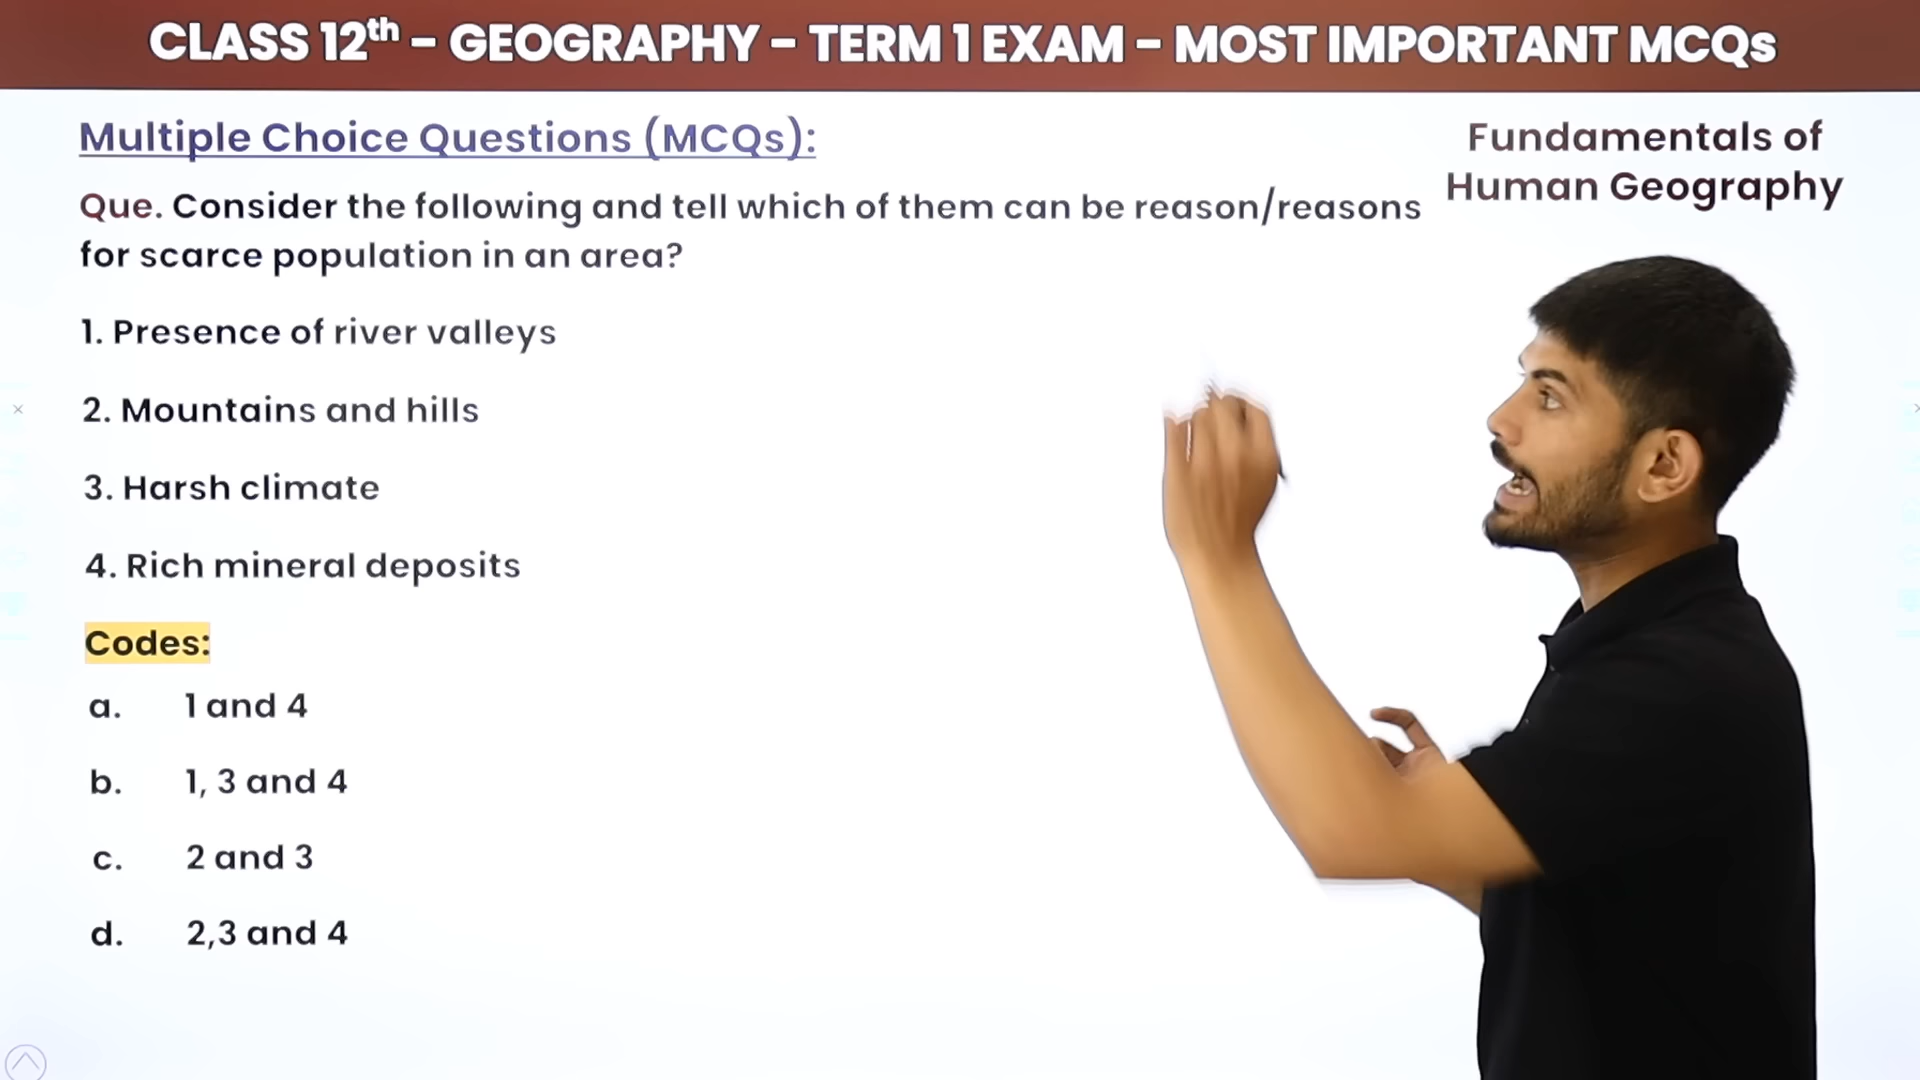 CLASS 12th - GEOGRAPHY - TERM 1 EXAM - MOST IMPORTANT MCQs
Multiple Choice Questions (MCQs):
Fundamentals of
Human Geography
Que. Consider the following and tell which of them can be reason/reasons
for scarce population in an area?
1. Presence of river valleys
2. Mountains and hills
3. Harsh climate
4. Rich mineral deposits
Codes:
a. 1 and 4
b. 1, 3 and 4
c. 2 and 3
d. 2,3 and 4